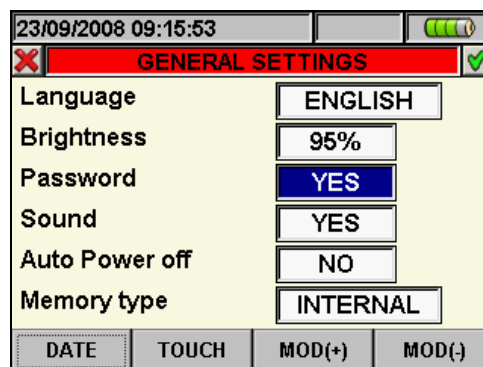 23/09/2008 09:15:53
GENERAL SETTINGS
Language ENGLISH
Brightness 95%
Password YES
Sound YES
Auto Power off NO
Memory type INTERNAL
DATE TOUCH MOD(+) MOD(-)